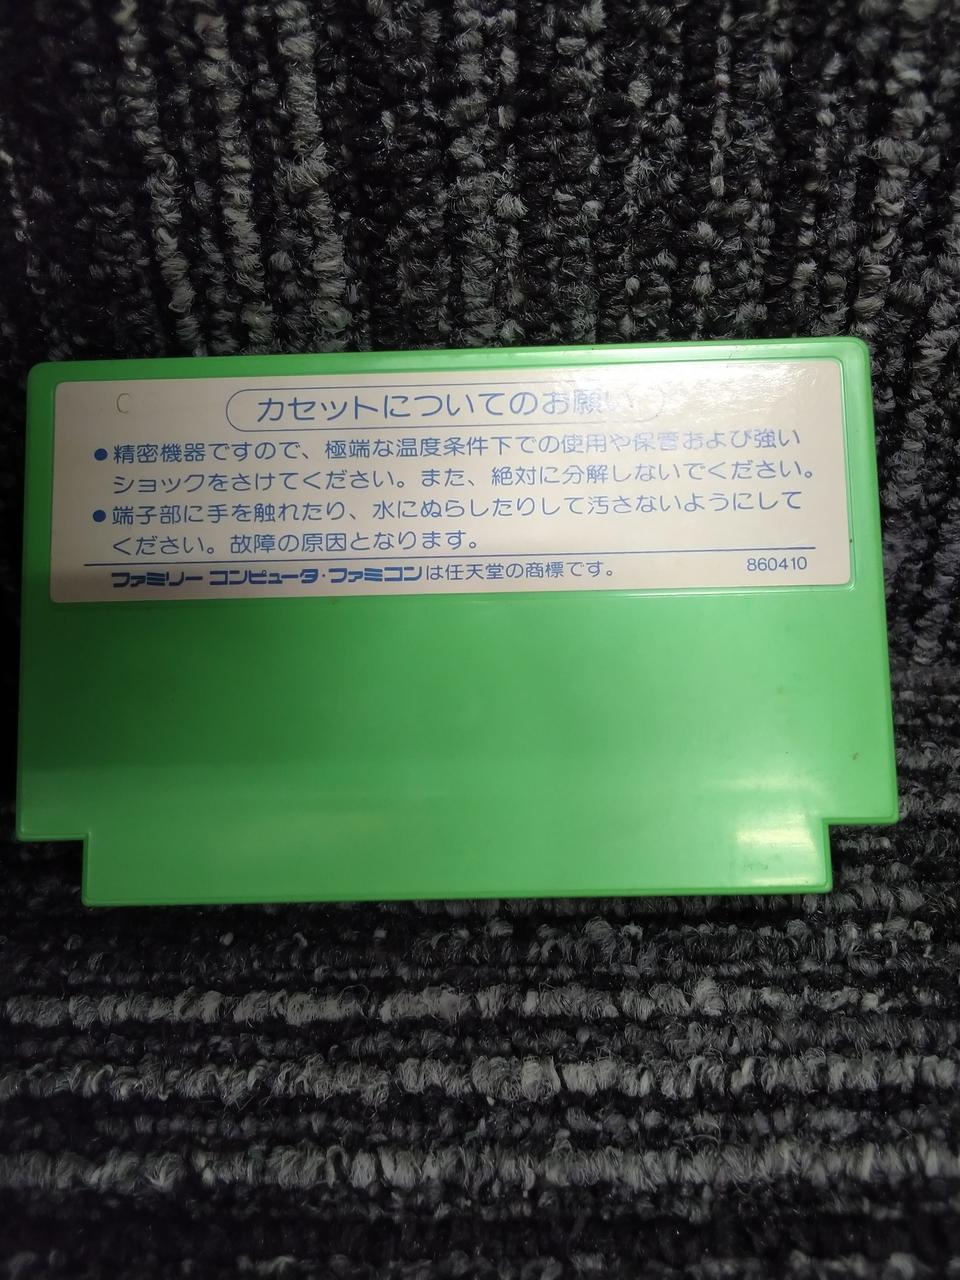 C
カセットについてのお願い
●精密機器ですので、極端な温度条件下での使用や保管および強い
ショックをさけてください。また、絶対に分解しないでください。
●端子部に手を触れたり、水にぬらしたりして汚さないようにして
ください。故障の原因となります。
ファミリーコンピュータ・ファミコンは任天堂の商標です。 860410